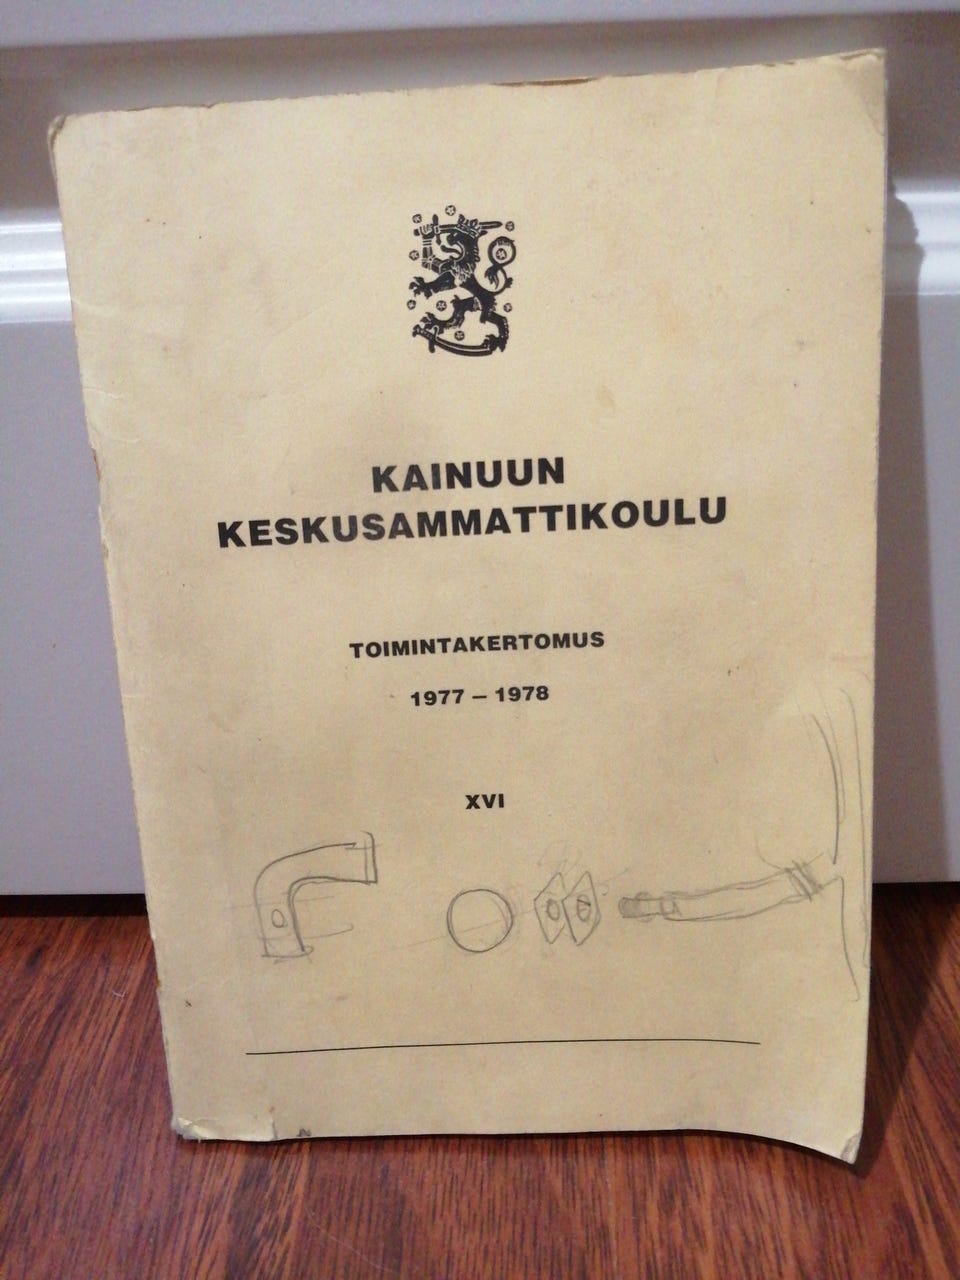 KAINUUN
KESKUSAMMATTIKOULU
TOIMINTAKERTOMUS
1977 – 1978
XVI